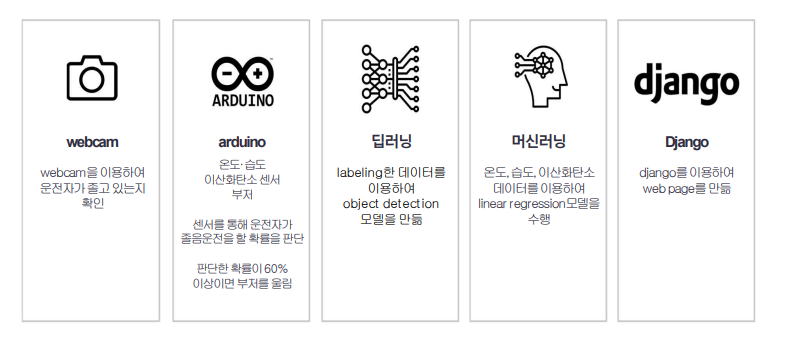 webcam
webcam을 이용하여
운전자가 졸고 있는지
확인
ARDUINO
arduino
온도·습도
이산화탄소 센서
부저
센서를 통해 운전자가
졸음운전을 할 확률을 판단
판단한 확률이 60%
이상이면 부저를 울림
딥러닝
labeling한 데이터를
이용하여
object detection
모델을 만듦
머신러닝
온도, 습도, 이산화탄소
데이터를 이용하여
linear regression모델을
수행
django
Django
django를 이용하여
web page를 만듦